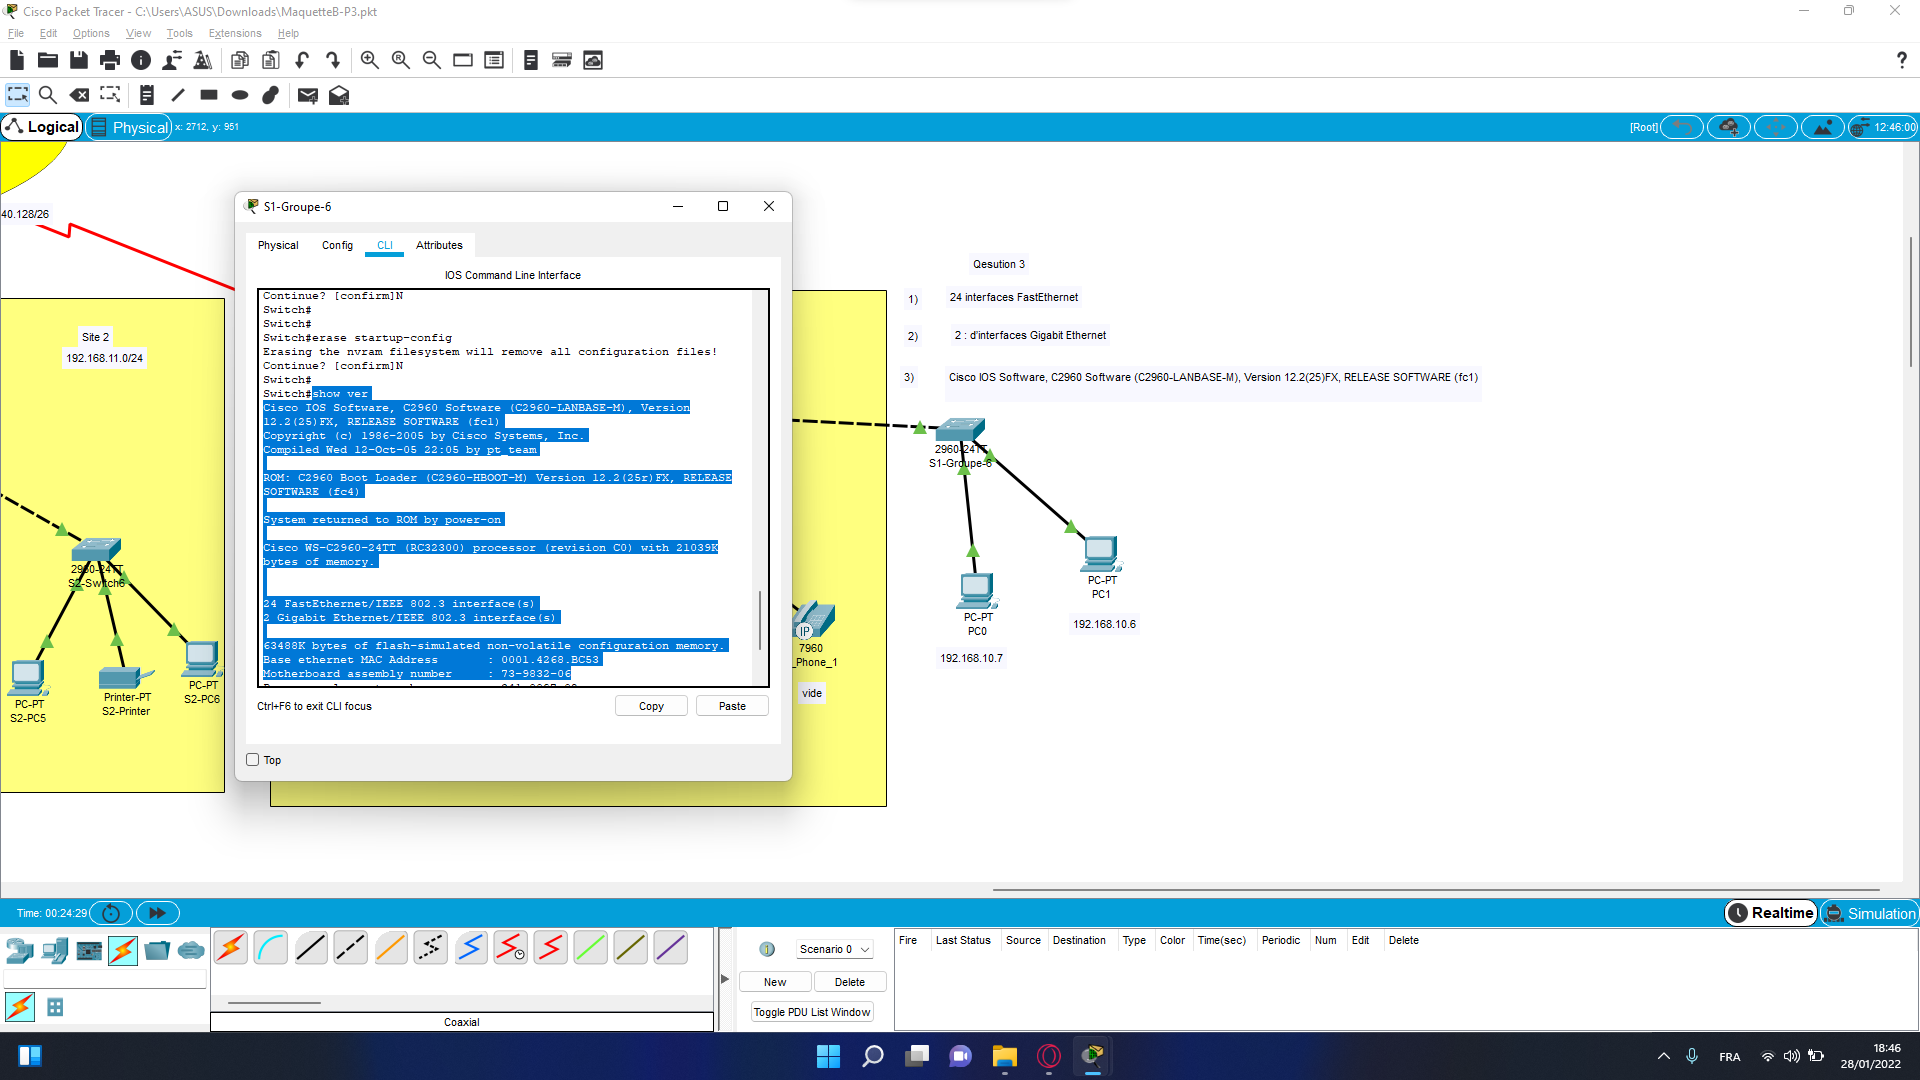 Cisco Packet Tracer - C:\Users\ASUS\Downloads\MaquetteB-P3.pkt
File Edit Options View Tools Extensions Help
?
Logical Physical x: 2712, y: 951 [Root] 12:46:00
40.128/26
Site 2
192.168.11.0/24
2960-24TT
S2-Switch6
PC-PT
S2-PC5
Printer-PT
S2-Printer
PC-PT
S2-PC6
S1-Groupe-6
Physical Config CLI Attributes
IOS Command Line Interface
Continue? [confirm]N
Switch#
Switch#
Switch#erase startup-config
Erasing the nvram filesystem will remove all configuration files!
Continue? [confirm]N
Switch#
Switch#show ver
Cisco IOS Software, C2960 Software (C2960-LANBASE-M), Version
12.2(25)FX, RELEASE SOFTWARE (fc1)
Copyright (c) 1986-2005 by Cisco Systems, Inc.
Compiled Wed 12-Oct-05 22:05 by pt_team
ROM: C2960 Boot Loader (C2960-HBOOT-M) Version 12.2(25r)FX, RELEASE
SOFTWARE (fc4)
System returned to ROM by power-on
Cisco WS-C2960-24TT (RC32300) processor (revision C0) with 21039K
bytes of memory.
24 FastEthernet/IEEE 802.3 interface(s)
2 Gigabit Ethernet/IEEE 802.3 interface(s)
63488K bytes of flash-simulated non-volatile configuration memory.
Base ethernet MAC Address : 0001.4268.BC53
Motherboard assembly number : 73-9832-06
Ctrl+F6 to exit CLI focus
Copy Paste
Top
IP
7960
_Phone_1
vide
Qesution 3
1) 24 interfaces FastEthernet
2) 2 : d'interfaces Gigabit Ethernet
3) Cisco IOS Software, C2960 Software (C2960-LANBASE-M), Version 12.2(25)FX, RELEASE SOFTWARE (fc1)
2960-24TT
S1-Groupe-6
PC-PT
PC1
192.168.10.6
PC-PT
PC0
192.168.10.7
Time: 00:24:29
Realtime Simulation
Scenario 0
New Delete
Toggle PDU List Window
Fire Last Status Source Destination Type Color Time(sec) Periodic Num Edit Delete
Coaxial
FRA
18:46
28/01/2022